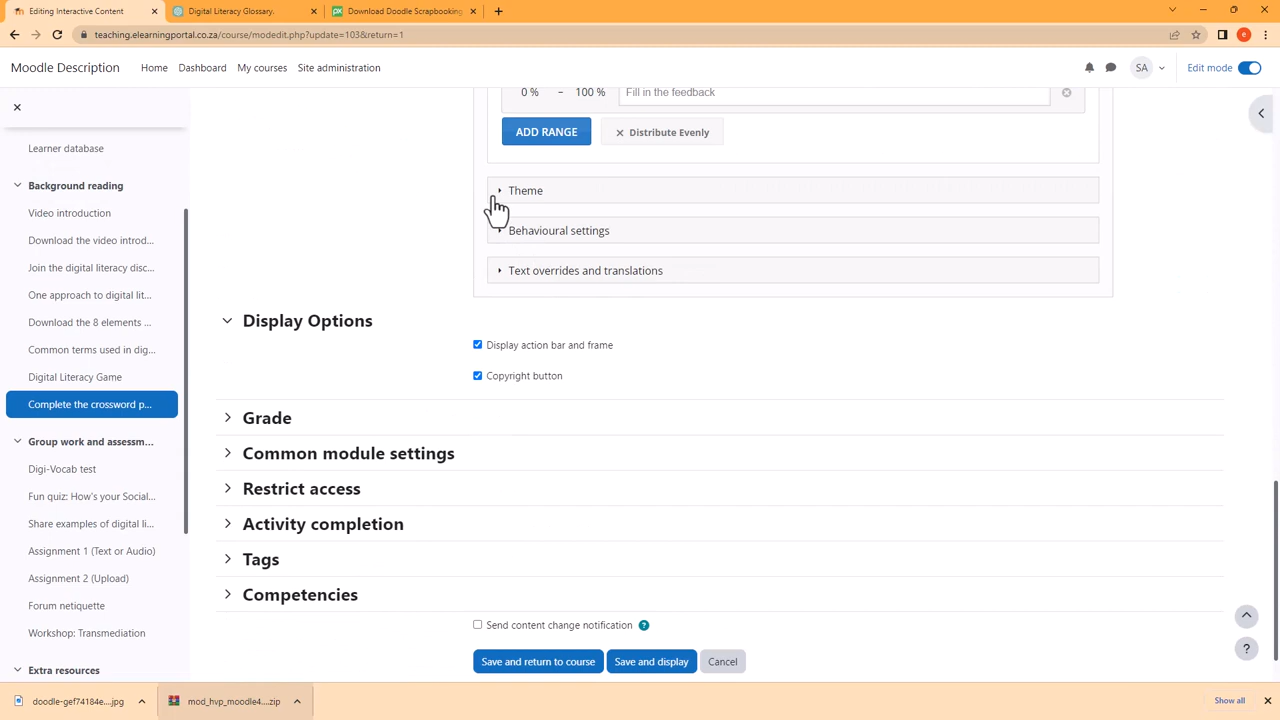 Editing Interactive Content
Digital Literacy Glossary.
Download Doodle Scrapbooking
teaching.elearningportal.co.za/course/modedit.php?update=103&return=1
Moodle Description
Home
Dashboard
My courses
Site administration
SA
Edit mode
Learner database
Background reading
Video introduction
Download the video introd...
Join the digital literacy disc...
One approach to digital lit...
Download the 8 elements ...
Common terms used in dig...
Digital Literacy Game
Complete the crossword p...
Group work and assessm...
Digi-Vocab test
Fun quiz: How's your Social...
Share examples of digital li...
Assignment 1 (Text or Audio)
Assignment 2 (Upload)
Forum netiquette
Workshop: Transmediation
Extra resources
0 % – 100 % Fill in the feedback
ADD RANGE
Distribute Evenly
Theme
Behavioural settings
Text overrides and translations
Display Options
Display action bar and frame
Copyright button
Grade
Common module settings
Restrict access
Activity completion
Tags
Competencies
Send content change notification ?
Save and return to course
Save and display
Cancel
?
doodle-gef74184e....jpg
mod_hvp_moodle4....zip
Show all